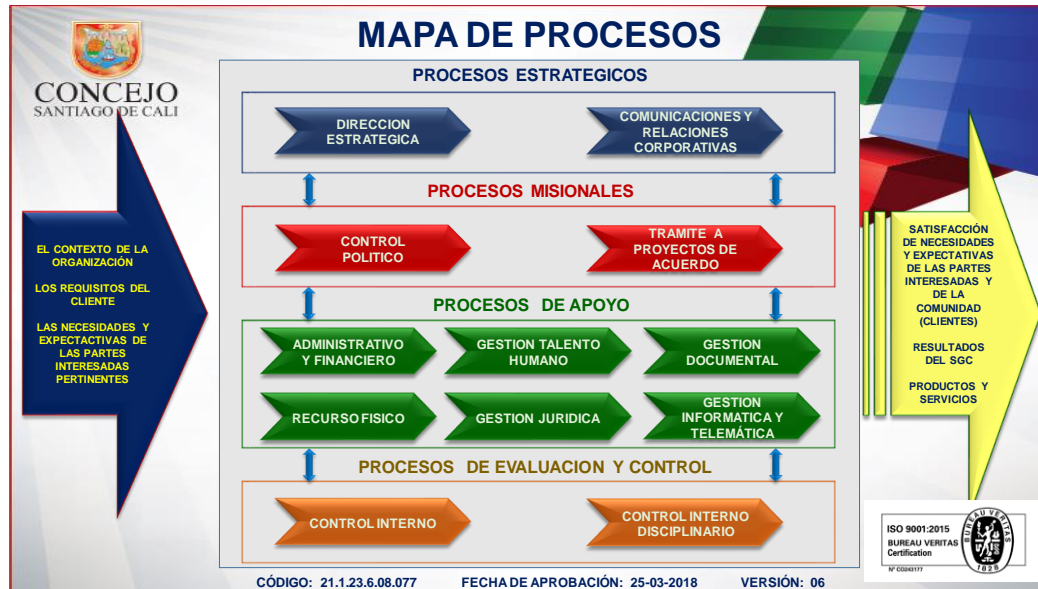 MAPA DE PROCESOS
CONCEJO
SANTIAGO DE CALI
PROCESOS ESTRATEGICOS
DIRECCION
ESTRATEGICA
COMUNICACIONES Y
RELACIONES
CORPORATIVAS
PROCESOS MISIONALES
CONTROL
POLITICO
TRAMITE A
PROYECTOS DE
ACUERDO
PROCESOS DE APOYO
ADMINISTRATIVO
Y FINANCIERO
GESTION TALENTO
HUMANO
GESTION
DOCUMENTAL
RECURSO FISICO
GESTION JURIDICA
GESTION
INFORMATICA Y
TELEMÁTICA
PROCESOS DE EVALUACION Y CONTROL
CONTROL INTERNO
CONTROL INTERNO
DISCIPLINARIO
EL CONTEXTO DE LA
ORGANIZACIÓN
LOS REQUISITOS DEL
CLIENTE
LAS NECESIDADES Y
EXPECTACTIVAS DE
LAS PARTES
INTERESADAS
PERTINENTES
SATISFACCIÓN
DE NECESIDADES
Y EXPECTATIVAS
DE LAS PARTES
INTERESADAS Y
DE LA
COMUNIDAD
(CLIENTES)
RESULTADOS
DEL SGC
PRODUCTOS Y
SERVICIOS
ISO 9001:2015
BUREAU VERITAS
Certification
N° CO243177
BUREAU VERITAS
1828
CÓDIGO: 21.1.23.6.08.077 FECHA DE APROBACIÓN: 25-03-2018 VERSIÓN: 06